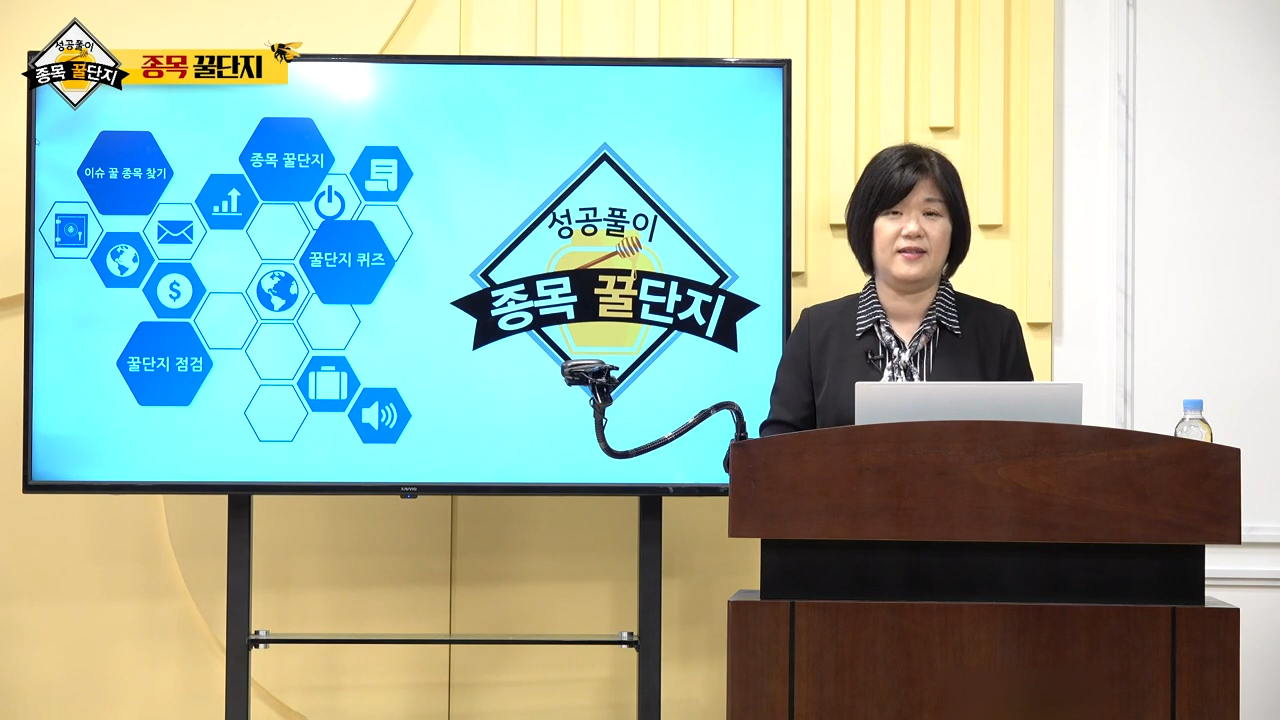 성공풀이
종목 꿀단지
종목 꿀단지
이슈 꿀 종목 찾기
종목 꿀단지
꿀단지 퀴즈
꿀단지 점검
성공풀이
종목 꿀단지